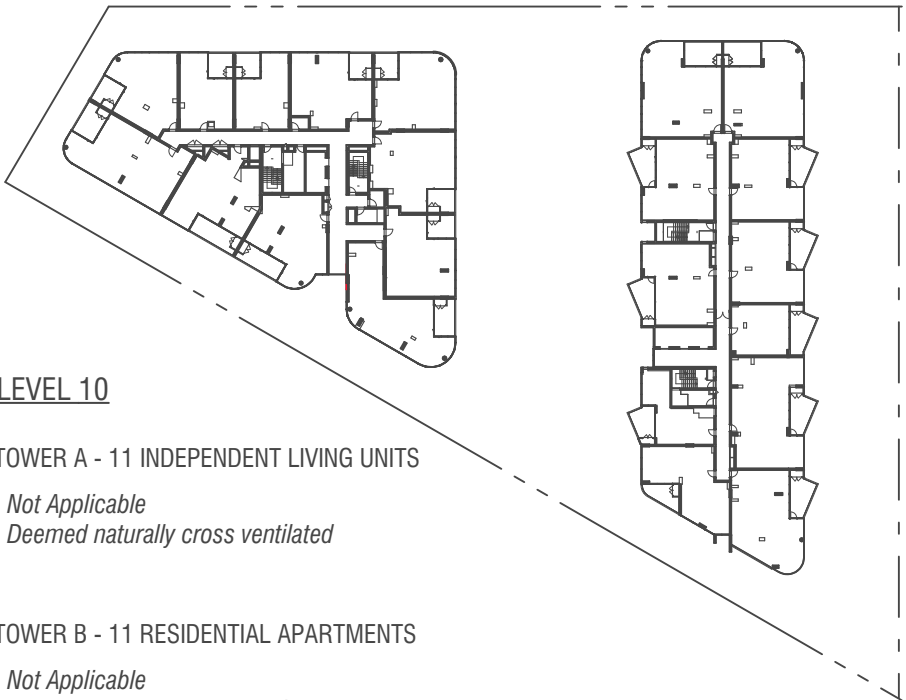 LEVEL 10
TOWER A - 11 INDEPENDENT LIVING UNITS
Not Applicable
Deemed naturally cross ventilated
TOWER B - 11 RESIDENTIAL APARTMENTS
Not Applicable